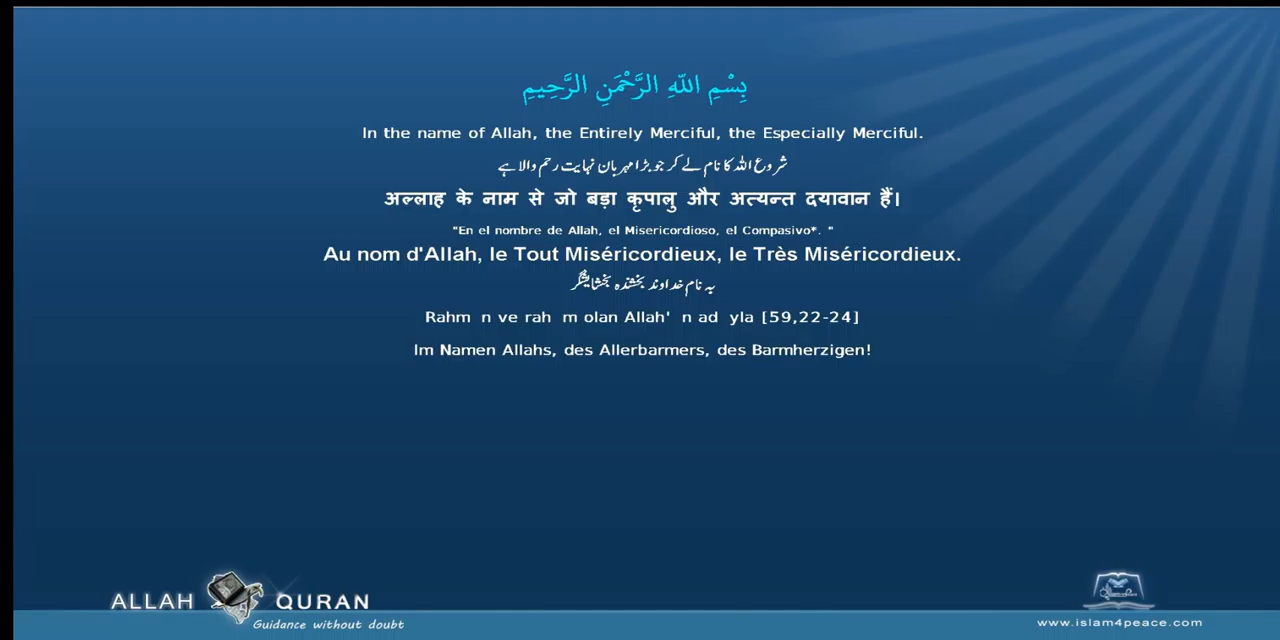 بِسْمِ اللّٰهِ الرَّحْمَنِ الرَّحِيمِ
In the name of Allah, the Entirely Merciful, the Especially Merciful.
شروع الله کا نام لے کر جو بڑا مہربان نہایت رحم والا ہے
अल्लाह के नाम से जो बड़ा कृपालु और अत्यन्त दयावान हैं।
"En el nombre de Allah, el Misericordioso, el Compasivo*. "
Au nom d'Allah, le Tout Miséricordieux, le Très Miséricordieux.
به نام خداوند بخشنده بخشایشگر
Rahm n ve rah m olan Allah' n ad yla [59,22-24]
Im Namen Allahs, des Allerbarmers, des Barmherzigen!
ALLAH QURAN
Guidance without doubt
www.islam4peace.com